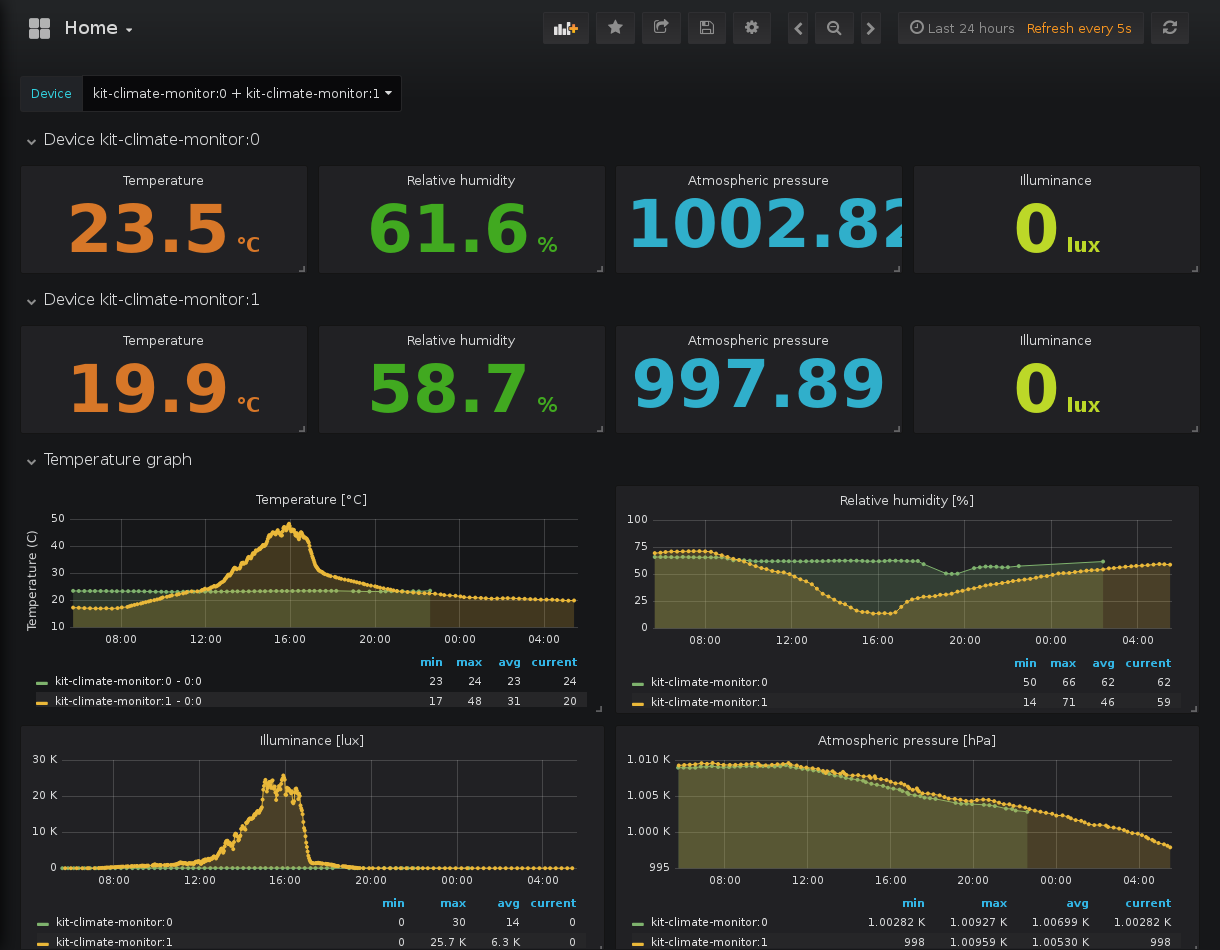 Home
Last 24 hours Refresh every 5s
Device kit-climate-monitor:0 + kit-climate-monitor:1
Device kit-climate-monitor:0
Temperature Relative humidity Atmospheric pressure Illuminance
23.5 °C 61.6 % 1002.82 0 lux
Device kit-climate-monitor:1
Temperature Relative humidity Atmospheric pressure Illuminance
19.9 °C 58.7 % 997.89 0 lux
Temperature graph
Temperature [°C]
Temperature (C)
50
40
30
20
10
08:00 12:00 16:00 20:00 00:00 04:00
min max avg current
kit-climate-monitor:0 - 0:0 23 24 23 24
kit-climate-monitor:1 - 0:0 17 48 31 20
Relative humidity [%]
100
75
50
25
0
08:00 12:00 16:00 20:00 00:00 04:00
min max avg current
kit-climate-monitor:0 50 66 62 62
kit-climate-monitor:1 14 71 46 59
Illuminance [lux]
30 K
20 K
10 K
0
08:00 12:00 16:00 20:00 00:00 04:00
min max avg current
kit-climate-monitor:0 0 30 14 0
kit-climate-monitor:1 0 25.7 K 6.3 K 0
Atmospheric pressure [hPa]
1.010 K
1.005 K
1.000 K
995
08:00 12:00 16:00 20:00 00:00 04:00
min max avg current
kit-climate-monitor:0 1.00282 K 1.00927 K 1.00699 K 1.00282 K
kit-climate-monitor:1 998 1.00959 K 1.00530 K 998